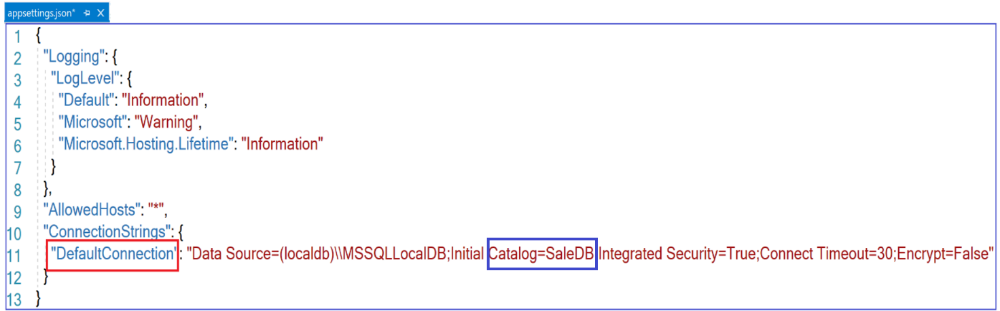 appsettings.json*
1 {
2 "Logging": {
3 "LogLevel": {
4 "Default": "Information",
5 "Microsoft": "Warning",
6 "Microsoft.Hosting.Lifetime": "Information"
7 }
8 },
9 "AllowedHosts": "*",
10 "ConnectionStrings": {
11 "DefaultConnection": "Data Source=(localdb)\\MSSQLLocalDB;Initial Catalog=SaleDB Integrated Security=True;Connect Timeout=30;Encrypt=False"
12 }
13 }